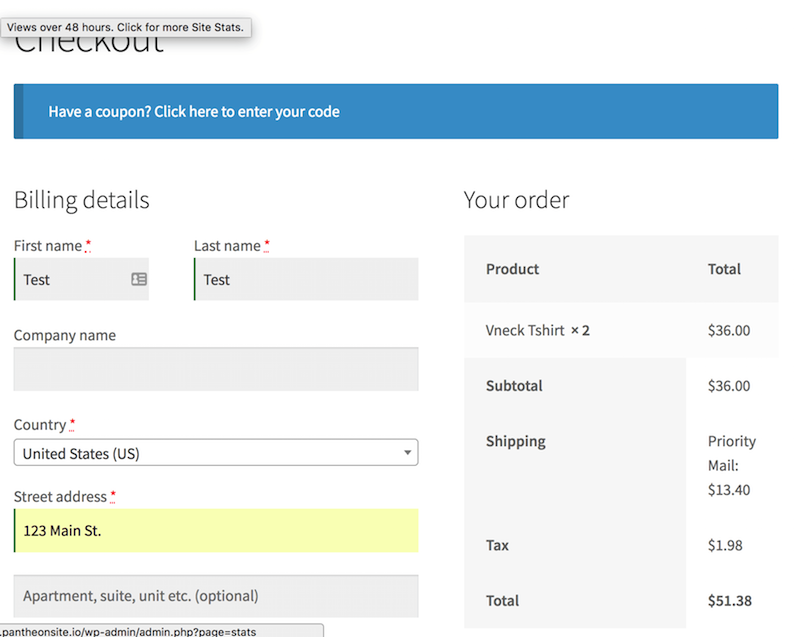 Views over 48 hours. Click for more Site Stats.
Checkout
Have a coupon? Click here to enter your code
Billing details
First name *
Last name *
Test
Test
Company name
Country *
United States (US)
Street address *
123 Main St.
Apartment, suite, unit etc. (optional)
Your order
Product Total
Vneck Tshirt × 2 $36.00
Subtotal $36.00
Shipping Priority
Mail:
$13.40
Tax $1.98
Total $51.38
.pantheonsite.io/wp-admin/admin.php?page=stats